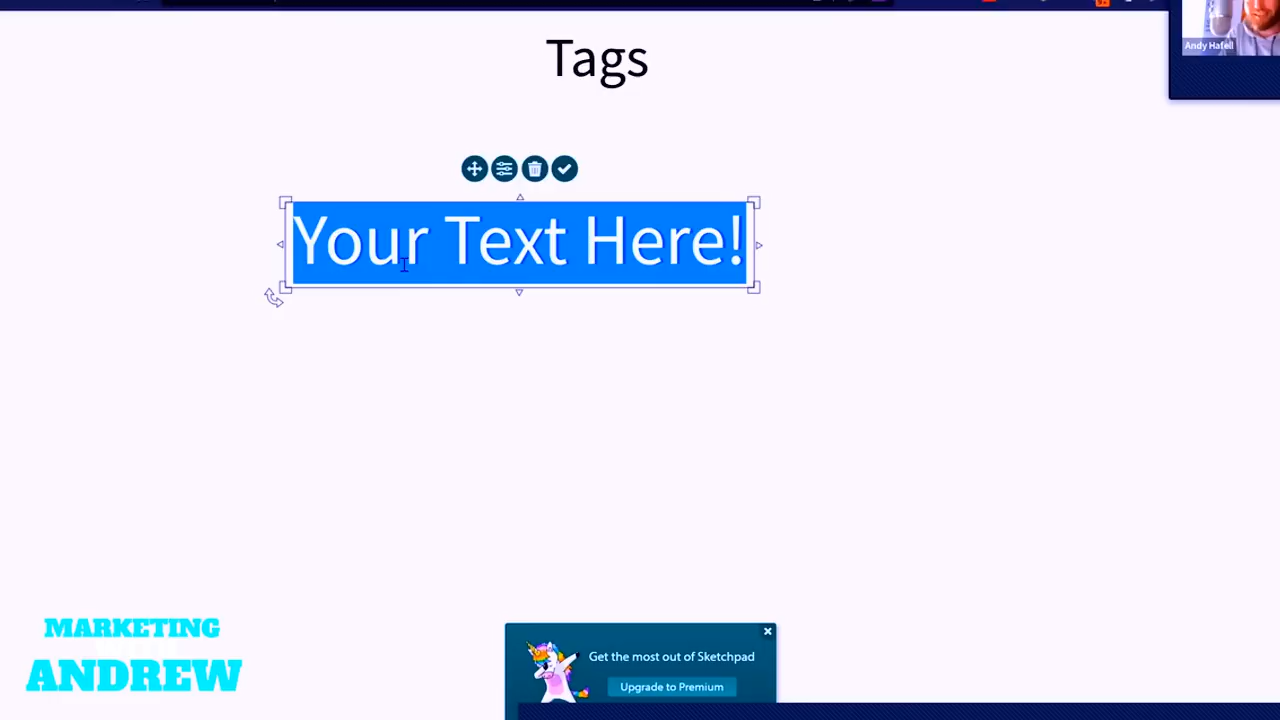 Andy Hafell
Tags
Your Text Here!
Get the most out of Sketchpad
Upgrade to Premium
MARKETING
ANDREW